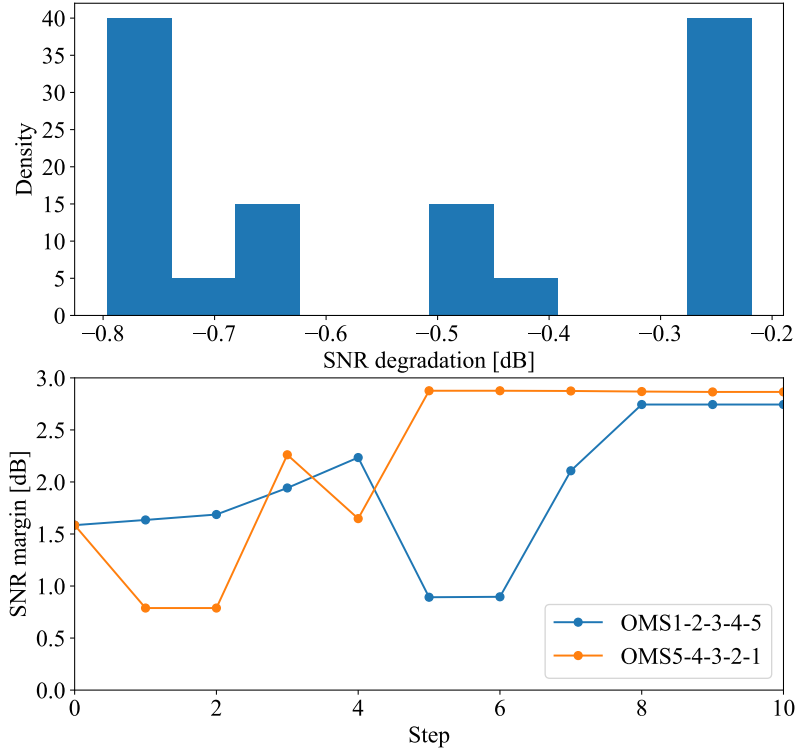 40
35
30
25
20
15
10
5
0
Density
−0.8 −0.7 −0.6 −0.5 −0.4 −0.3 −0.2
SNR degradation [dB]
3.0
2.5
2.0
1.5
1.0
0.5
0.0
SNR margin [dB]
OMS1-2-3-4-5
OMS5-4-3-2-1
0 2 4 6 8 10
Step